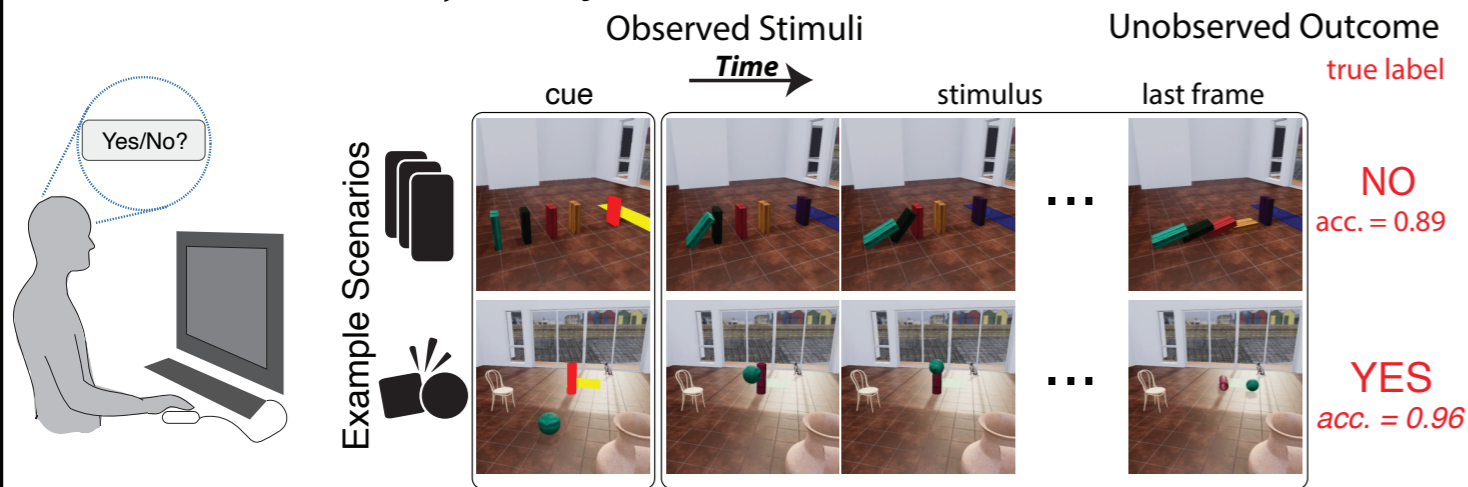 Observed Stimuli
Unobserved Outcome
Time
true label
cue
stimulus
last frame
Yes/No?
Example Scenarios
...
NO
acc. = 0.89
...
YES
acc. = 0.96